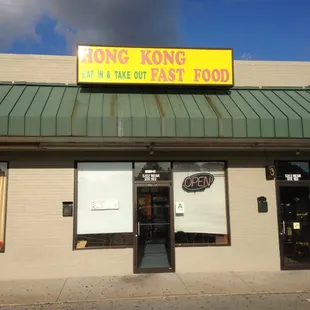 HONG KONG
EAT IN & TAKE OUT FAST FOOD
OPEN
A